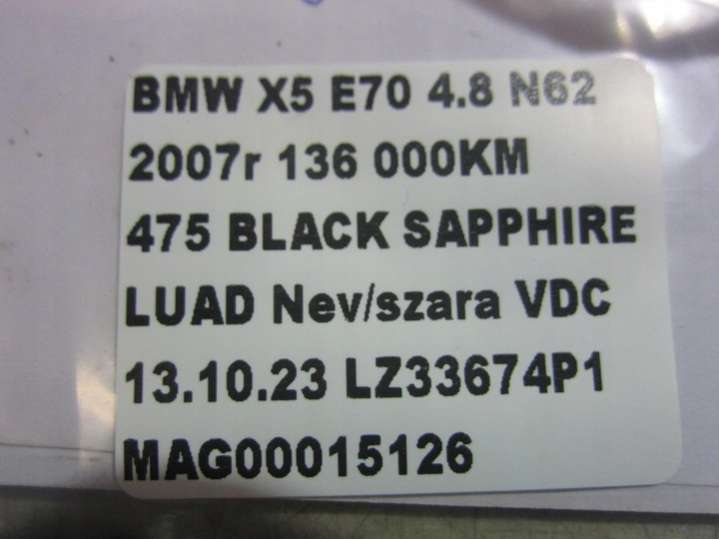 BMW X5 E70 4.8 N62
2007r 136 000KM
475 BLACK SAPPHIRE
LUAD Nev/szara VDC
13.10.23 LZ33674P1
MAG00015126